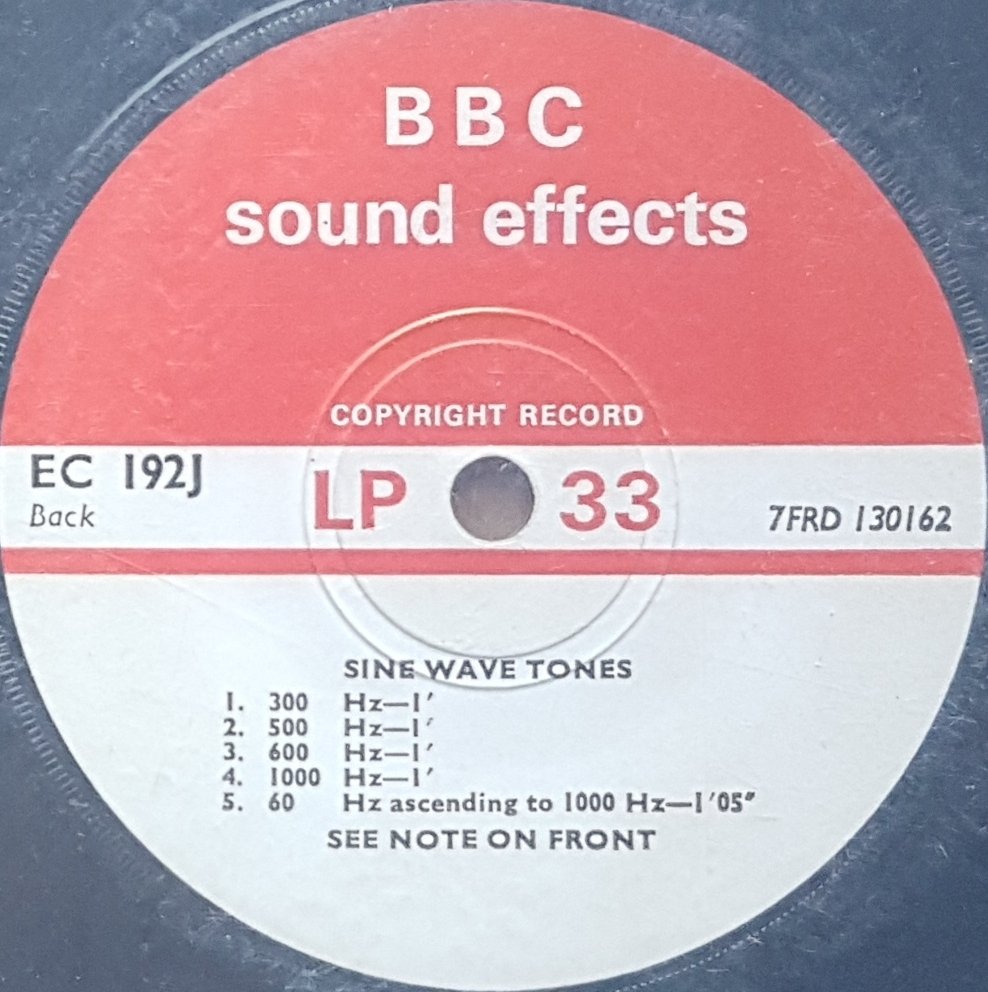 BBC
sound effects
COPYRIGHT RECORD
EC 192J
Back
LP 33
7FRD 130162
SINE WAVE TONES
1. 300 Hz—1'
2. 500 Hz—1'
3. 600 Hz—1'
4. 1000 Hz—1'
5. 60 Hz ascending to 1000 Hz—1'05"
SEE NOTE ON FRONT